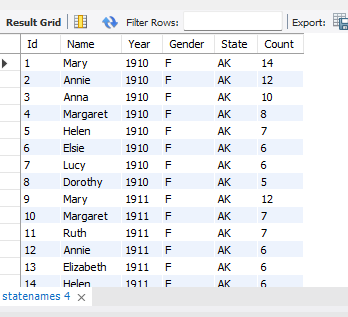 Result Grid Filter Rows: Export:
Id Name Year Gender State Count
1 Mary 1910 F AK 14
2 Annie 1910 F AK 12
3 Anna 1910 F AK 10
4 Margaret 1910 F AK 8
5 Helen 1910 F AK 7
6 Elsie 1910 F AK 6
7 Lucy 1910 F AK 6
8 Dorothy 1910 F AK 5
9 Mary 1911 F AK 12
10 Margaret 1911 F AK 7
11 Ruth 1911 F AK 7
12 Annie 1911 F AK 6
13 Elizabeth 1911 F AK 6
14 Helen 1911 F AK 6
statenames 4